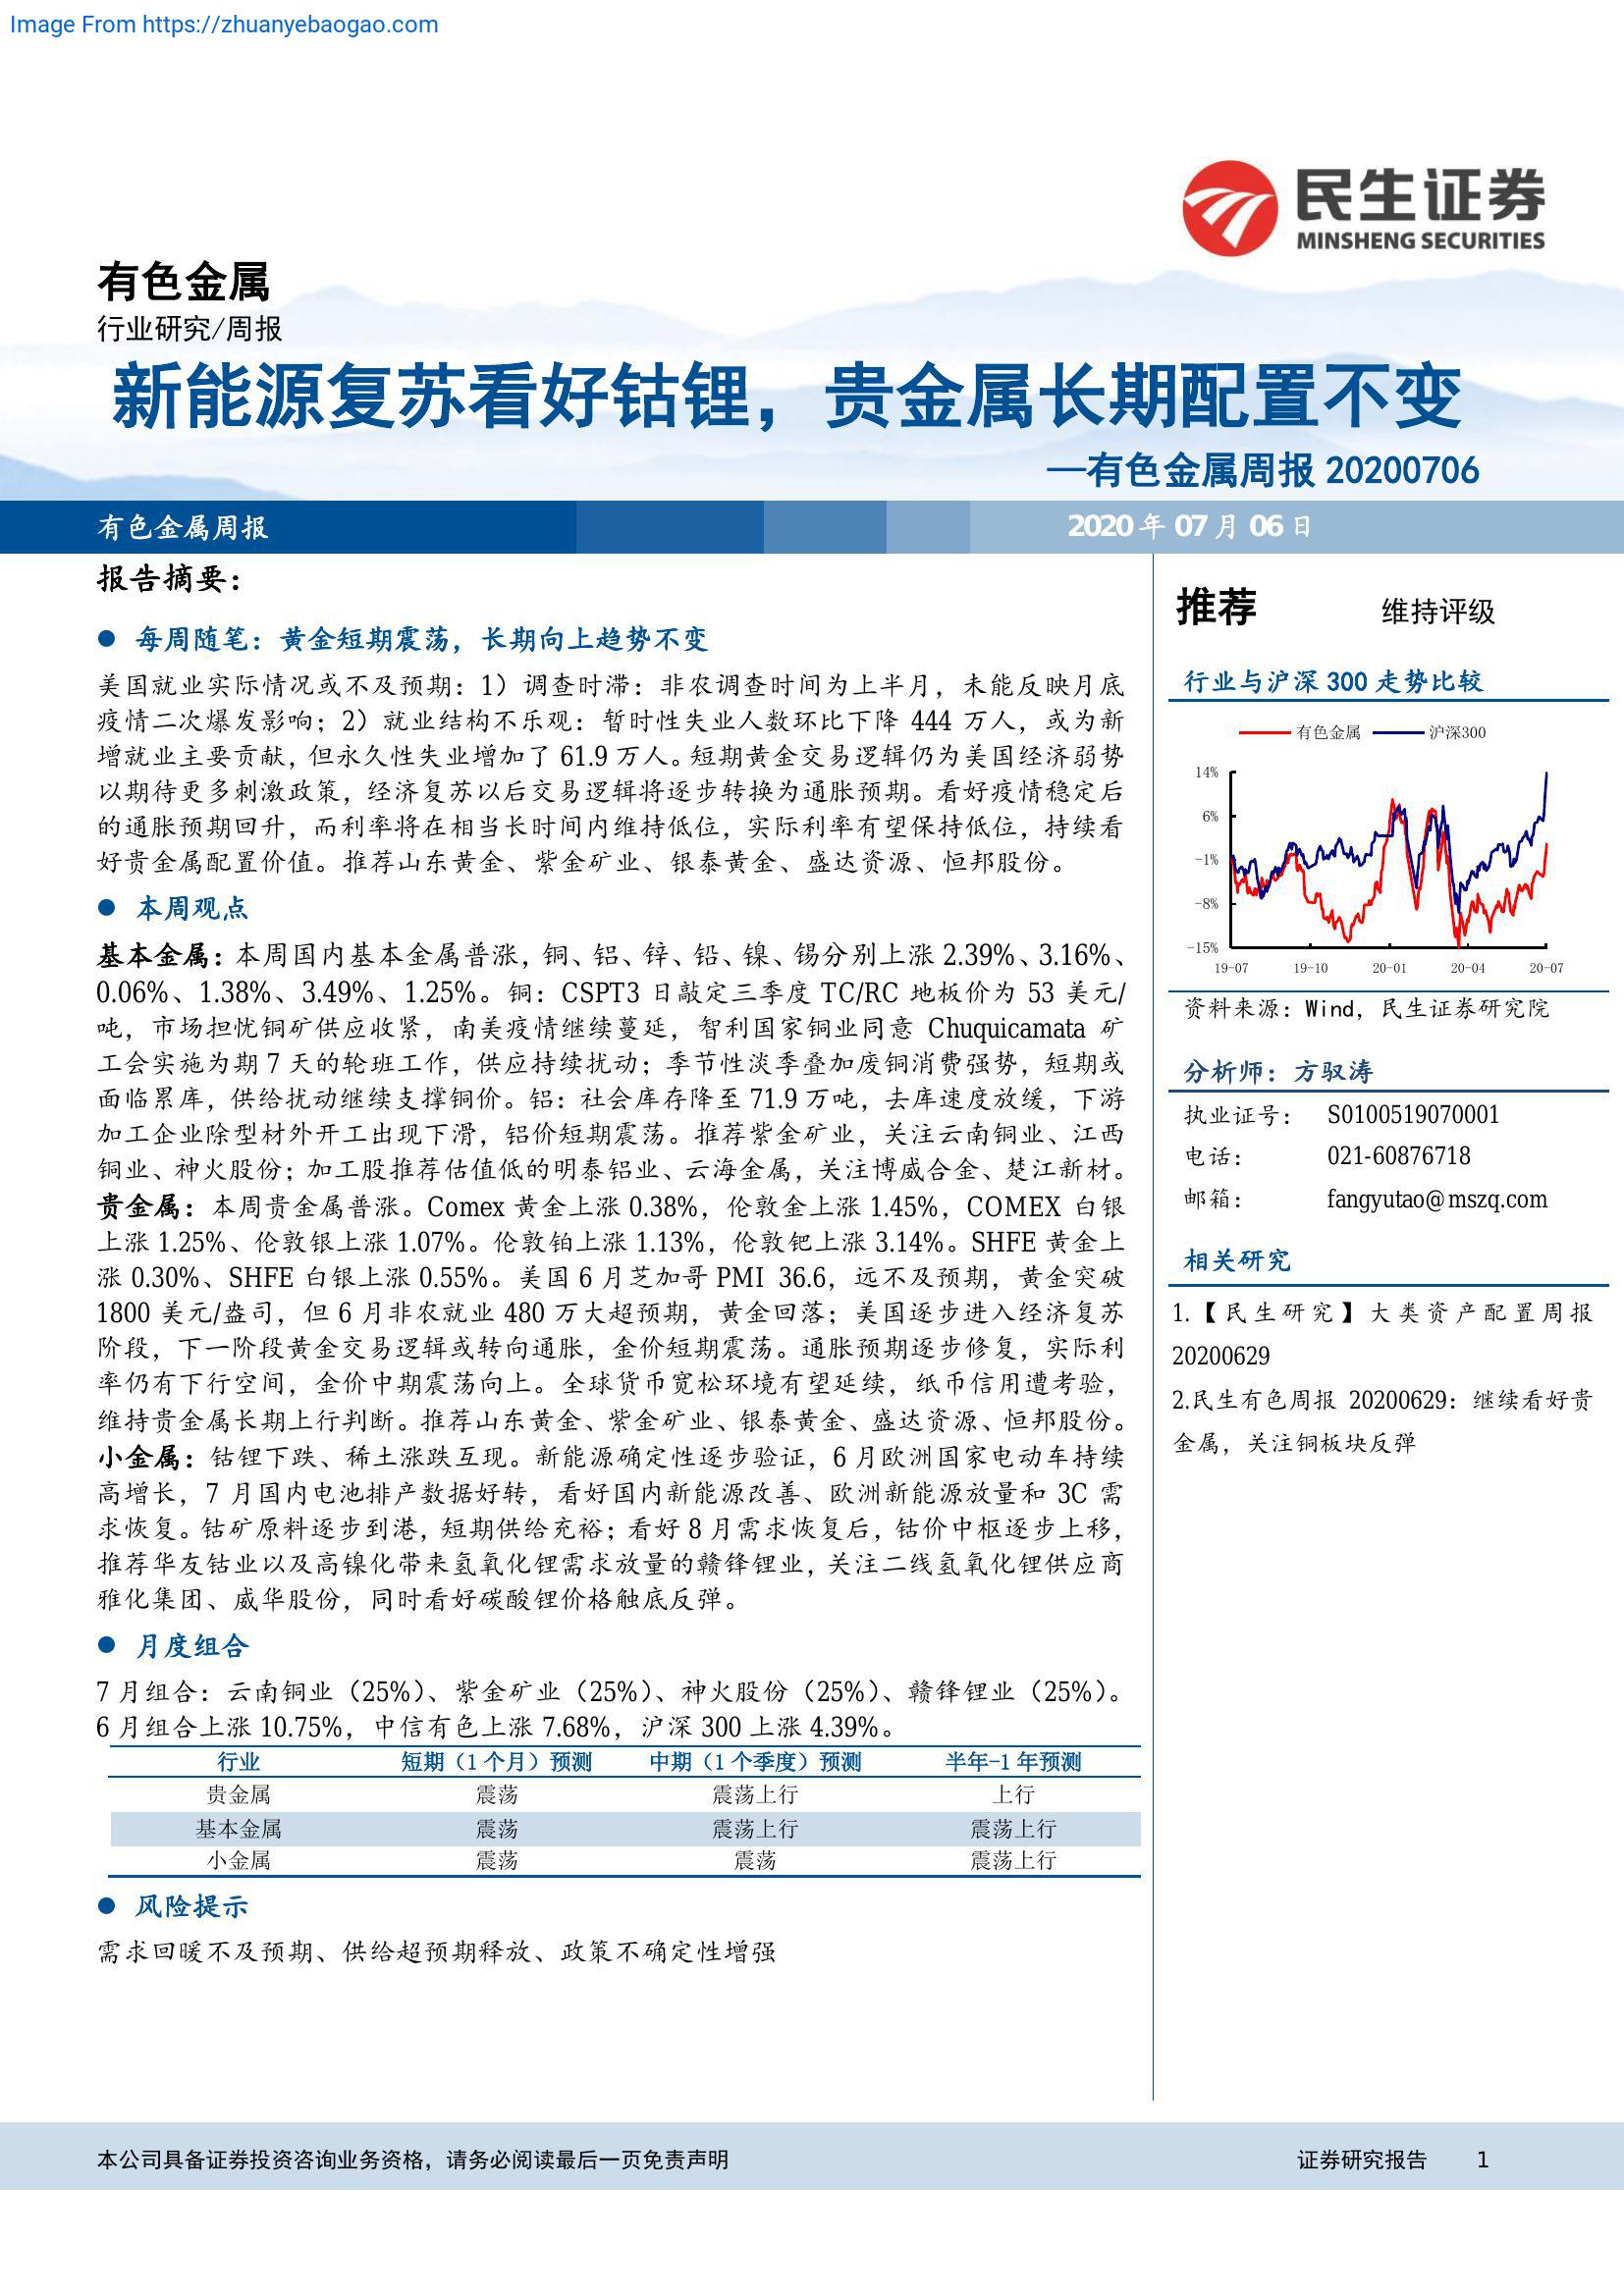 Image From https://zhuanyebaogao.com
民生证券
MINSHENG SECURITIES
有色金属
行业研究/周报
新能源复苏看好钴锂，贵金属长期配置不变
—有色金属周报 20200706
有色金属周报
2020 年 07 月 06 日
报告摘要：
● 每周随笔：黄金短期震荡，长期向上趋势不变
美国就业实际情况或不及预期：1）调查时滞：非农调查时间为上半月，未能反映月底
疫情二次爆发影响；2）就业结构不乐观：暂时性失业人数环比下降 444 万人，或为新
增就业主要贡献，但永久性失业增加了 61.9 万人。短期黄金交易逻辑仍为美国经济弱势
以期待更多刺激政策，经济复苏以后交易逻辑将逐步转换为通胀预期。看好疫情稳定后
的通胀预期回升，而利率将在相当长时间内维持低位，实际利率有望保持低位，持续看
好贵金属配置价值。推荐山东黄金、紫金矿业、银泰黄金、盛达资源、恒邦股份。
● 本周观点
基本金属：本周国内基本金属普涨，铜、铝、锌、铅、镍、锡分别上涨 2.39%、3.16%、
0.06%、1.38%、3.49%、1.25%。铜：CSPT3 日敲定三季度 TC/RC 地板价为 53 美元/
吨，市场担忧铜矿供应收紧，南美疫情继续蔓延，智利国家铜业同意 Chuquicamata 矿
工会实施为期 7 天的轮班工作，供应持续扰动；季节性淡季叠加废铜消费强势，短期或
面临累库，供给扰动继续支撑铜价。铝：社会库存降至 71.9 万吨，去库速度放缓，下游
加工企业除型材外开工出现下滑，铝价短期震荡。推荐紫金矿业，关注云南铜业、江西
铜业、神火股份；加工股推荐估值低的明泰铝业、云海金属，关注博威合金、楚江新材。
贵金属：本周贵金属普涨。Comex 黄金上涨 0.38%，伦敦金上涨 1.45%，COMEX 白银
上涨 1.25%、伦敦银上涨 1.07%。伦敦铂上涨 1.13%，伦敦钯上涨 3.14%。SHFE 黄金上
涨 0.30%、SHFE 白银上涨 0.55%。美国 6 月芝加哥 PMI 36.6，远不及预期，黄金突破
1800 美元/盎司，但 6 月非农就业 480 万大超预期，黄金回落；美国逐步进入经济复苏
阶段，下一阶段黄金交易逻辑或转向通胀，金价短期震荡。通胀预期逐步修复，实际利
率仍有下行空间，金价中期震荡向上。全球货币宽松环境有望延续，纸币信用遭考验，
维持贵金属长期上行判断。推荐山东黄金、紫金矿业、银泰黄金、盛达资源、恒邦股份。
小金属：钴锂下跌、稀土涨跌互现。新能源确定性逐步验证，6 月欧洲国家电动车持续
高增长，7 月国内电池排产数据好转，看好国内新能源改善、欧洲新能源放量和 3C 需
求恢复。钴矿原料逐步到港，短期供给充裕；看好 8 月需求恢复后，钴价中枢逐步上移，
推荐华友钴业以及高镍化带来氢氧化锂需求放量的赣锋锂业，关注二线氢氧化锂供应商
雅化集团、威华股份，同时看好碳酸锂价格触底反弹。
● 月度组合
7 月组合：云南铜业（25%）、紫金矿业（25%）、神火股份（25%）、赣锋锂业（25%）。
6 月组合上涨 10.75%，中信有色上涨 7.68%，沪深 300 上涨 4.39%。
行业 短期（1 个月）预测 中期（1 个季度）预测 半年-1 年预测
贵金属 震荡 震荡上行 上行
基本金属 震荡 震荡上行 震荡上行
小金属 震荡 震荡 震荡上行
● 风险提示
需求回暖不及预期、供给超预期释放、政策不确定性增强
推荐 维持评级
行业与沪深 300 走势比较
有色金属 沪深300
14%
6%
-1%
-8%
-15%
19-07 19-10 20-01 20-04 20-07
资料来源：Wind，民生证券研究院
分析师：方驭涛
执业证号： S0100519070001
电话： 021-60876718
邮箱： fangyutao@mszq.com
相关研究
1.【民生研究】大类资产配置周报
20200629
2.民生有色周报 20200629：继续看好贵
金属，关注铜板块反弹
本公司具备证券投资咨询业务资格，请务必阅读最后一页免责声明
证券研究报告 1